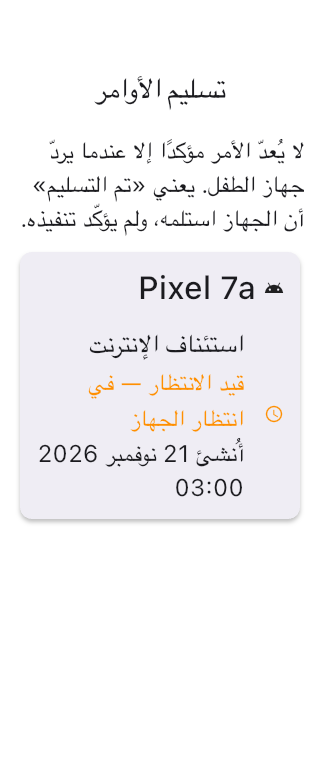 تسليم الأوامر
لا يُعدّ الأمر مؤكدًا إلا عندما يردّ
جهاز الطفل. يعني «تم التسليم»
أن الجهاز استلمه، ولم يؤكّد تنفيذه.
Pixel 7a
استئناف الإنترنت
قيد الانتظار — في
انتظار الجهاز
أُنشئ 21 نوفمبر 2026
03:00